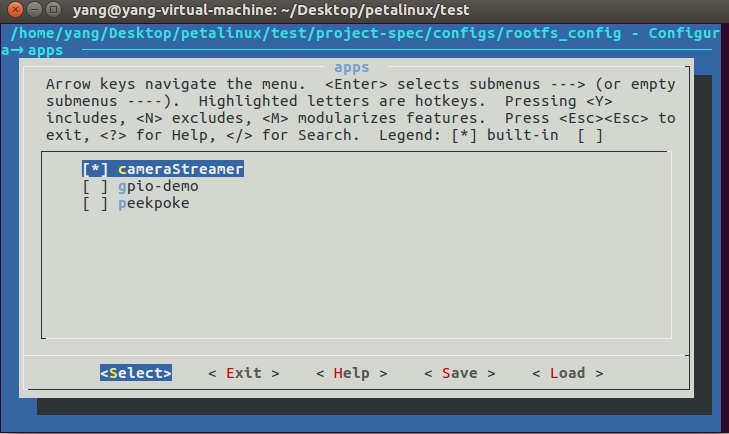 yang@yang-virtual-machine: ~/Desktop/petalinux/test
/home/yang/Desktop/petalinux/test/project-spec/configs/rootfs_config - Configur
a→ apps
apps
Arrow keys navigate the menu.  <Enter> selects submenus ---> (or empty
submenus ----).  Highlighted letters are hotkeys.  Pressing <Y>
includes, <N> excludes, <M> modularizes features.  Press <Esc><Esc> to
exit, <?> for Help, </> for Search.  Legend: [*] built-in  [ ]
[*] cameraStreamer
[ ] gpio-demo
[ ] peekpoke
<Select>    < Exit >    < Help >    < Save >    < Load >